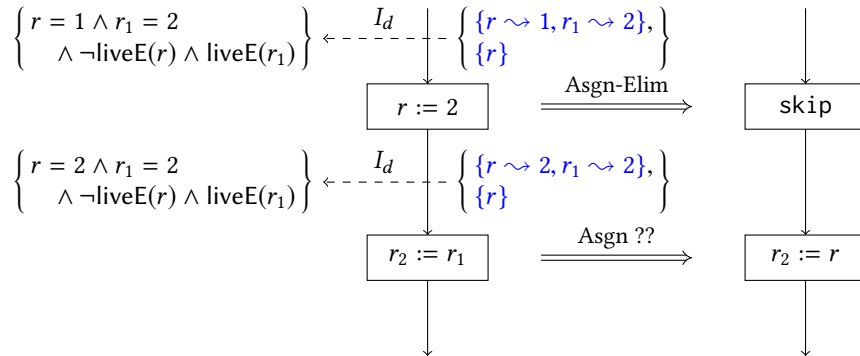 { r = 1 ∧ r₁ = 2
∧ ¬liveE(r) ∧ liveE(r₁) }
I_d
{ {r ⇝ 1, r₁ ⇝ 2},
{r} }
r := 2
Asgn-Elim
skip
{ r = 2 ∧ r₁ = 2
∧ ¬liveE(r) ∧ liveE(r₁) }
I_d
{ {r ⇝ 2, r₁ ⇝ 2},
{r} }
r₂ := r₁
Asgn ??
r₂ := r